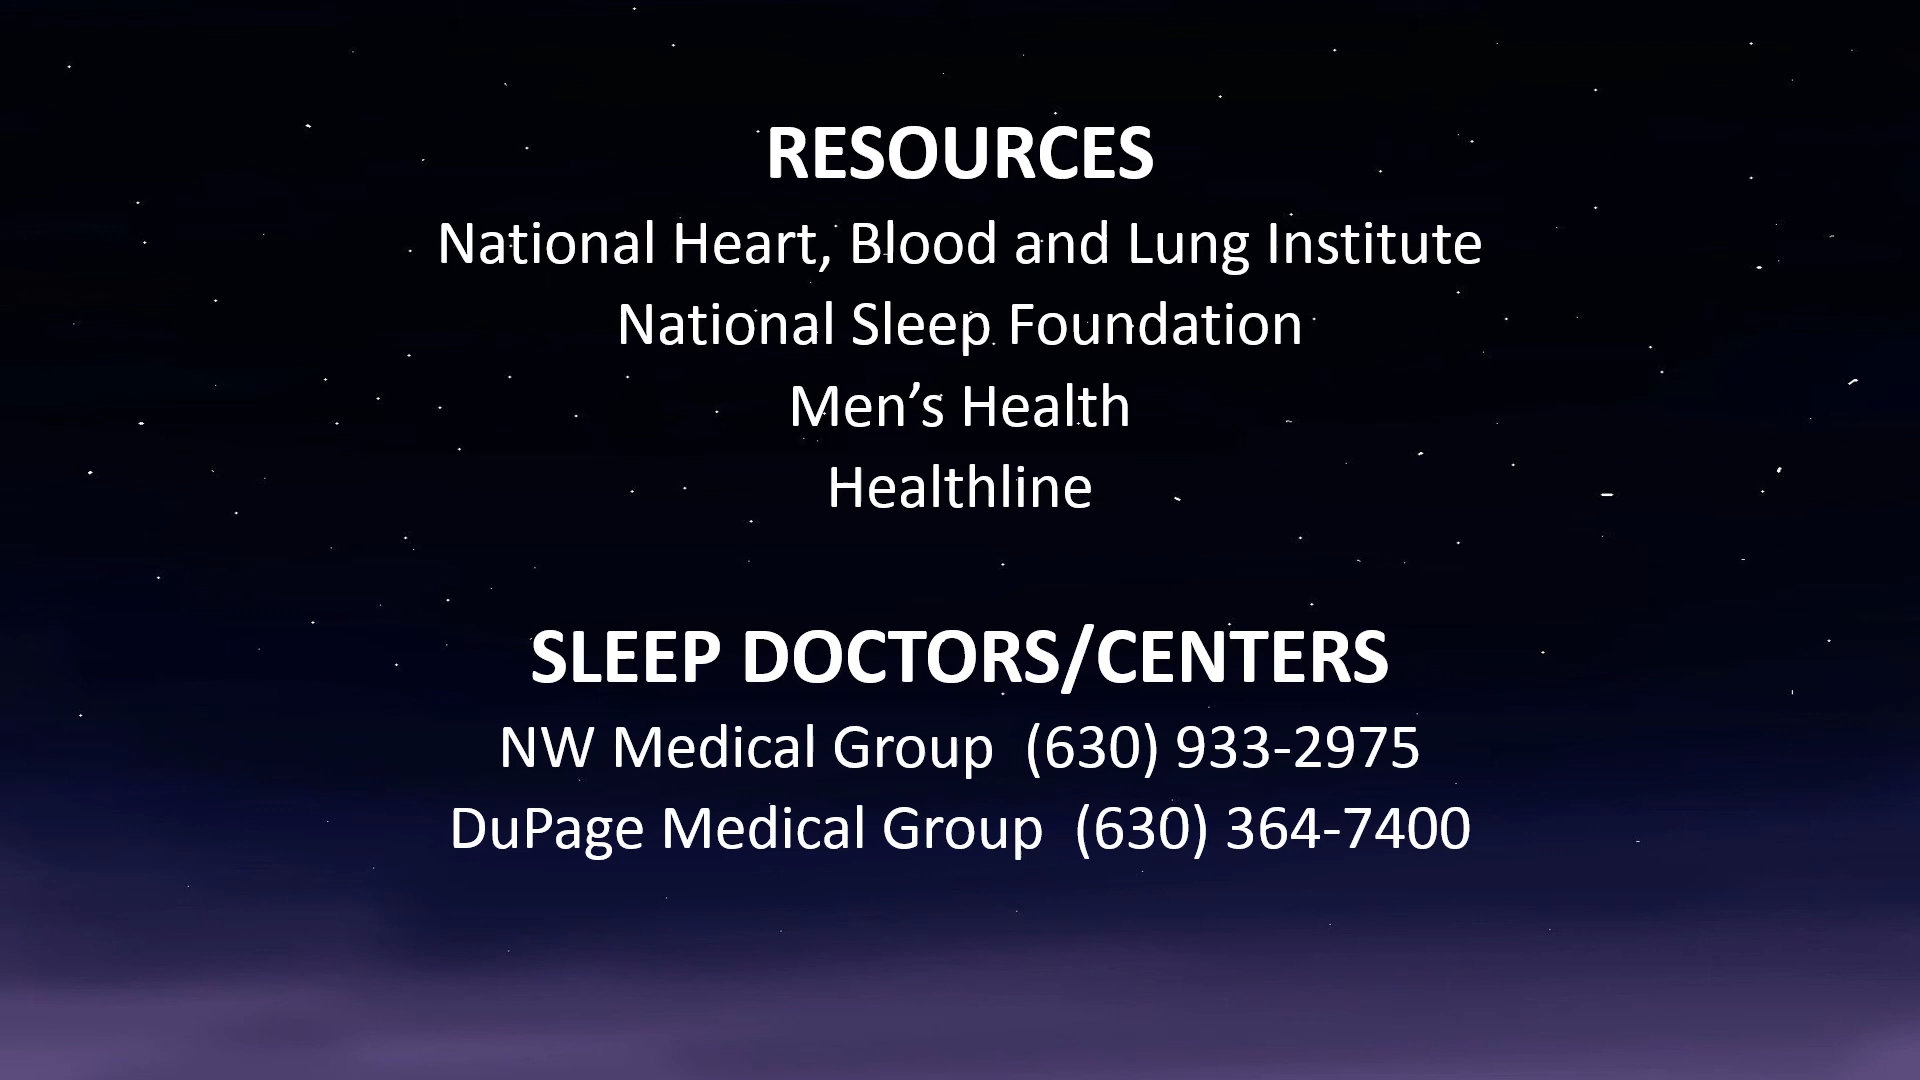 RESOURCES
National Heart, Blood and Lung Institute
National Sleep Foundation
Men’s Health
Healthline
SLEEP DOCTORS/CENTERS
NW Medical Group  (630) 933-2975
DuPage Medical Group  (630) 364-7400